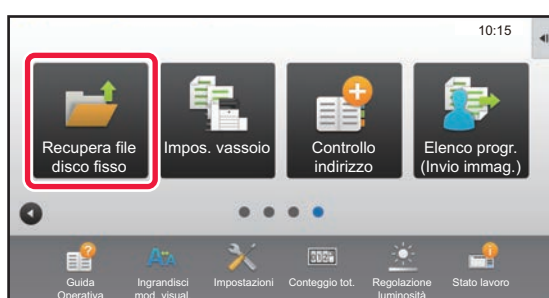 10:15
Recupera file
disco fisso
Impos. vassoio
Controllo
indirizzo
Elenco progr.
(Invio immag.)
Guida
Operativa
Ingrandisci
mod. visual.
Impostazioni
Conteggio tot.
Regolazione
luminosità
Stato lavoro